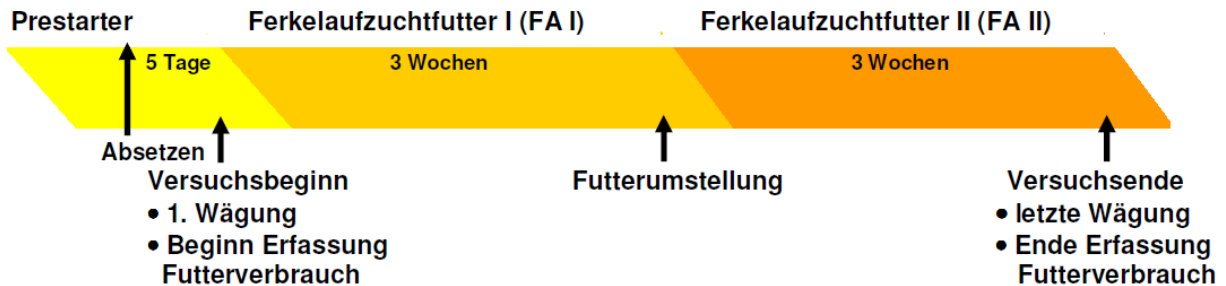 Prestarter
Ferkelaufzuchtfutter I (FA I)
Ferkelaufzuchtfutter II (FA II)
5 Tage
3 Wochen
3 Wochen
Absetzen
Versuchsbeginn
• 1. Wägung
• Beginn Erfassung
Futterverbrauch
Futterumstellung
Versuchsende
• letzte Wägung
• Ende Erfassung
Futterverbrauch